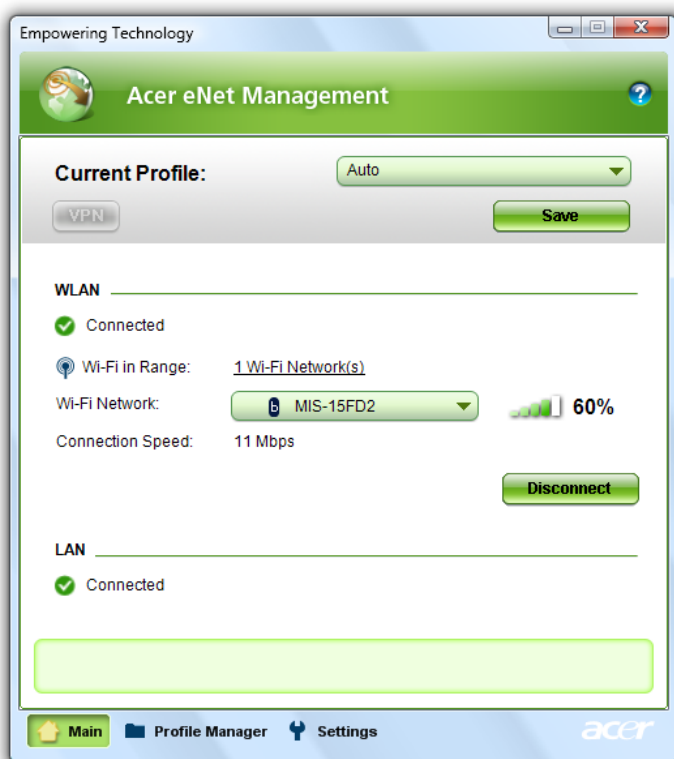 Empowering Technology
Acer eNet Management
?
Current Profile: Auto
VPN Save
WLAN
Connected
Wi-Fi in Range: 1 Wi-Fi Network(s)
Wi-Fi Network: b MIS-15FD2 60%
Connection Speed: 11 Mbps
Disconnect
LAN
Connected
Main Profile Manager Settings acer